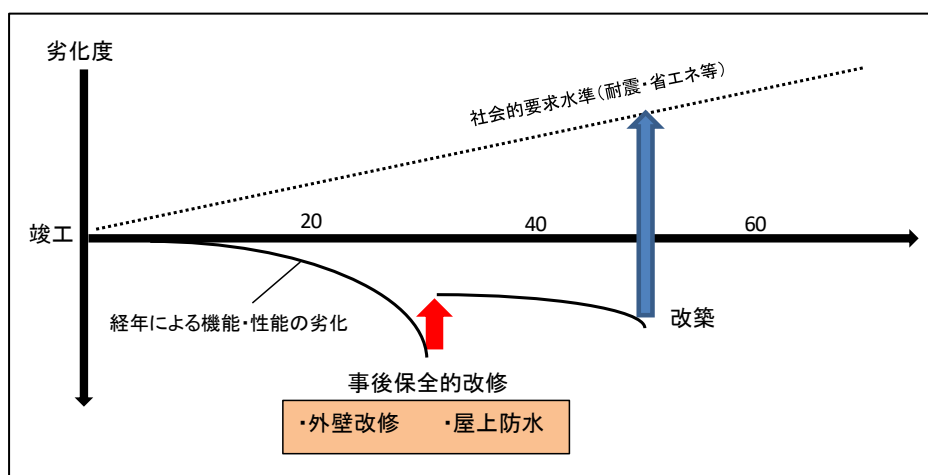 劣化度
社会的要求水準（耐震・省エネ等）
竣工
20
40
60
経年による機能・性能の劣化
改築
事後保全的改修
・外壁改修　・屋上防水